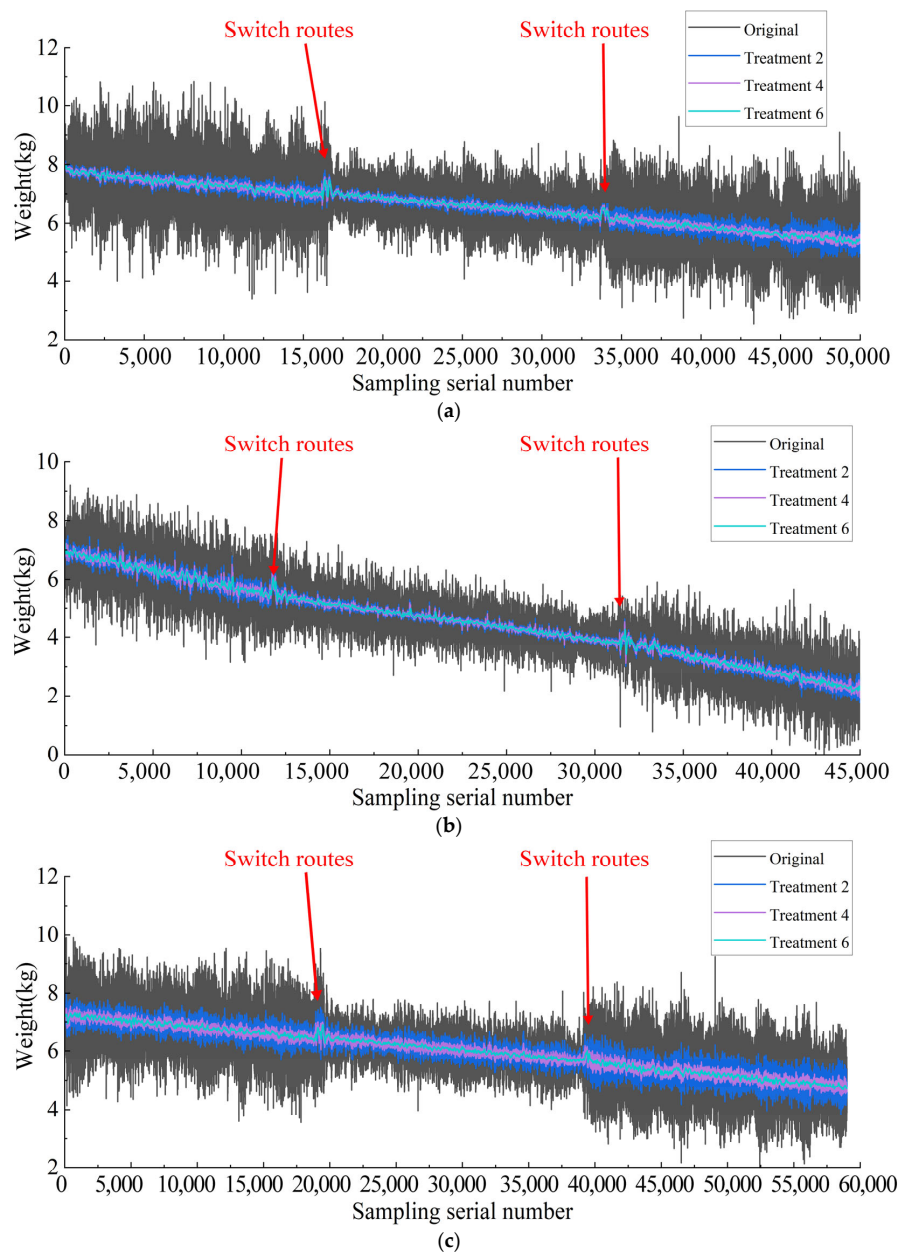 Switch routes
Switch routes
Original
Treatment 2
Treatment 4
Treatment 6
12
10
8
6
4
2
Weight(kg)
0 5,000 10,000 15,000 20,000 25,000 30,000 35,000 40,000 45,000 50,000
Sampling serial number
(a)
Switch routes
Switch routes
Original
Treatment 2
Treatment 4
Treatment 6
10
8
6
4
2
0
Weight(kg)
0 5,000 10,000 15,000 20,000 25,000 30,000 35,000 40,000 45,000
Sampling serial number
(b)
Switch routes
Switch routes
Original
Treatment 2
Treatment 4
Treatment 6
12
10
8
6
4
2
Weight(kg)
0 5,000 10,000 15,000 20,000 25,000 30,000 35,000 40,000 45,000 50,000 55,000 60,000
Sampling serial number
(c)